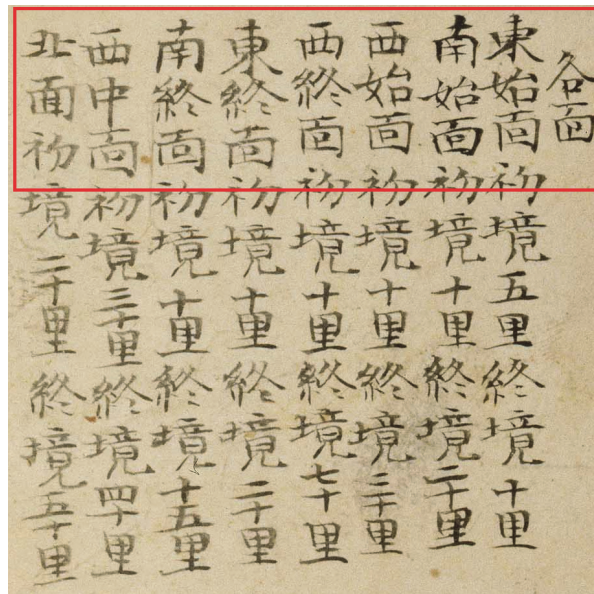 各面
東始面初境五里終境十里
南始面初境十里終境二十里
西始面初境十里終境三十里
西終面初境十里終境七十里
東終面初境十里終境二十里
南終面初境十里終境十五里
西中面初境三十里終境四十里
北面初境二十里終境五十里